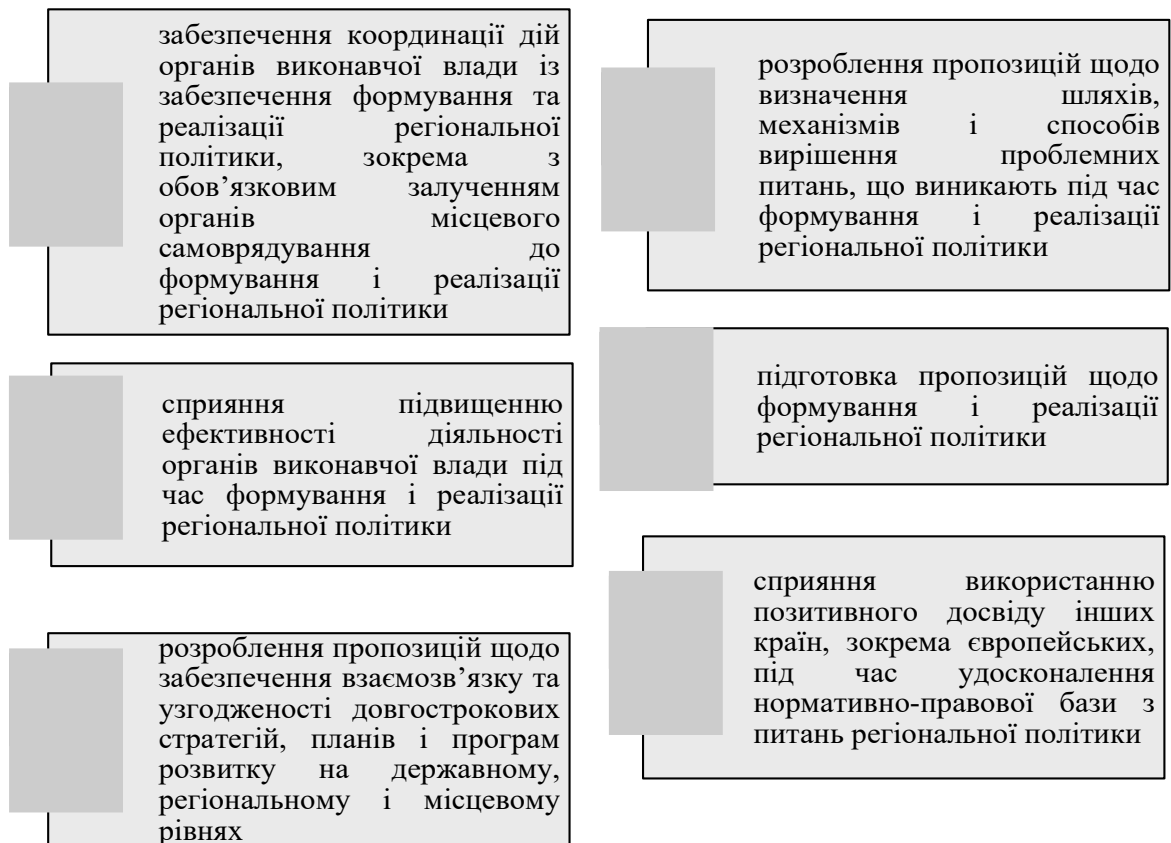 забезпечення координації дій
органів виконавчої влади із
забезпечення формування та
реалізації регіональної
політики, зокрема з
обов’язковим залученням
органів місцевого
самоврядування до
формування і реалізації
регіональної політики
сприяння підвищенню
ефективності діяльності
органів виконавчої влади під
час формування і реалізації
регіональної політики
розроблення пропозицій щодо
забезпечення взаємозв’язку та
узгодженості довгострокових
стратегій, планів і програм
розвитку на державному,
регіональному і місцевому
рівнях
розроблення пропозицій щодо
визначення шляхів,
механізмів і способів
вирішення проблемних
питань, що виникають під час
формування і реалізації
регіональної політики
підготовка пропозицій щодо
формування і реалізації
регіональної політики
сприяння використанню
позитивного досвіду інших
країн, зокрема європейських,
під час удосконалення
нормативно-правової бази з
питань регіональної політики